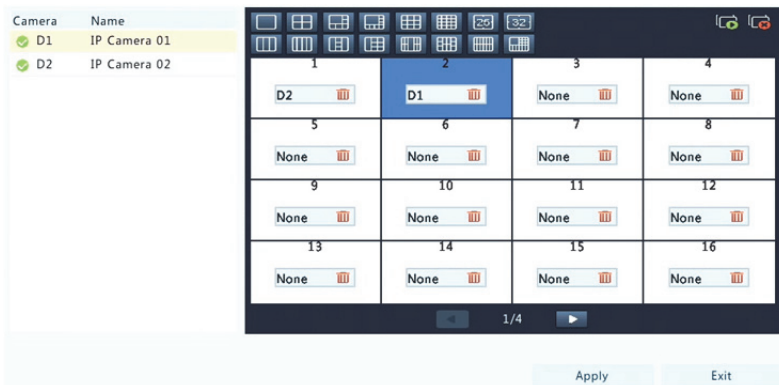 Camera Name
D1 IP Camera 01
D2 IP Camera 02
25 32
1 2 3 4
D2 D1 None None
5 6 7 8
None None None None
9 10 11 12
None None None None
13 14 15 16
None None None None
1/4
Apply Exit